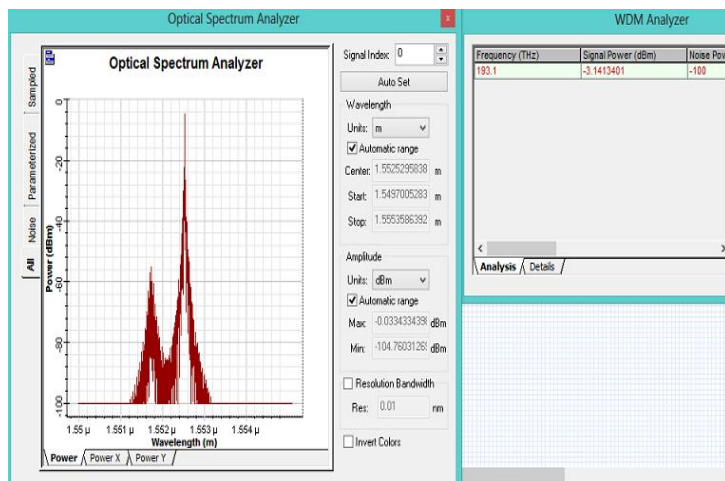 Optical Spectrum Analyzer
x
Optical Spectrum Analyzer
Sampled
Parameterized
Noise
All
Power (dBm)
0
-20
-40
-60
-80
-100
1.55 µ
1.551 µ
1.552 µ
1.553 µ
1.554 µ
Wavelength (m)
Power
Power X
Power Y
Signal Index: 0
Auto Set
Wavelength
Units: m
Automatic range
Center: 1.5525295838 m
Start: 1.5497005283 m
Stop: 1.5553586392 m
Amplitude
Units: dBm
Automatic range
Max: -0.033433439 dBm
Min: -104.7603126 dBm
Resolution Bandwidth
Res: 0.01 nm
Invert Colors
WDM Analyzer
Frequency (THz) Signal Power (dBm) Noise Pow
193.1 -3.1413401 -100
Analysis
Details